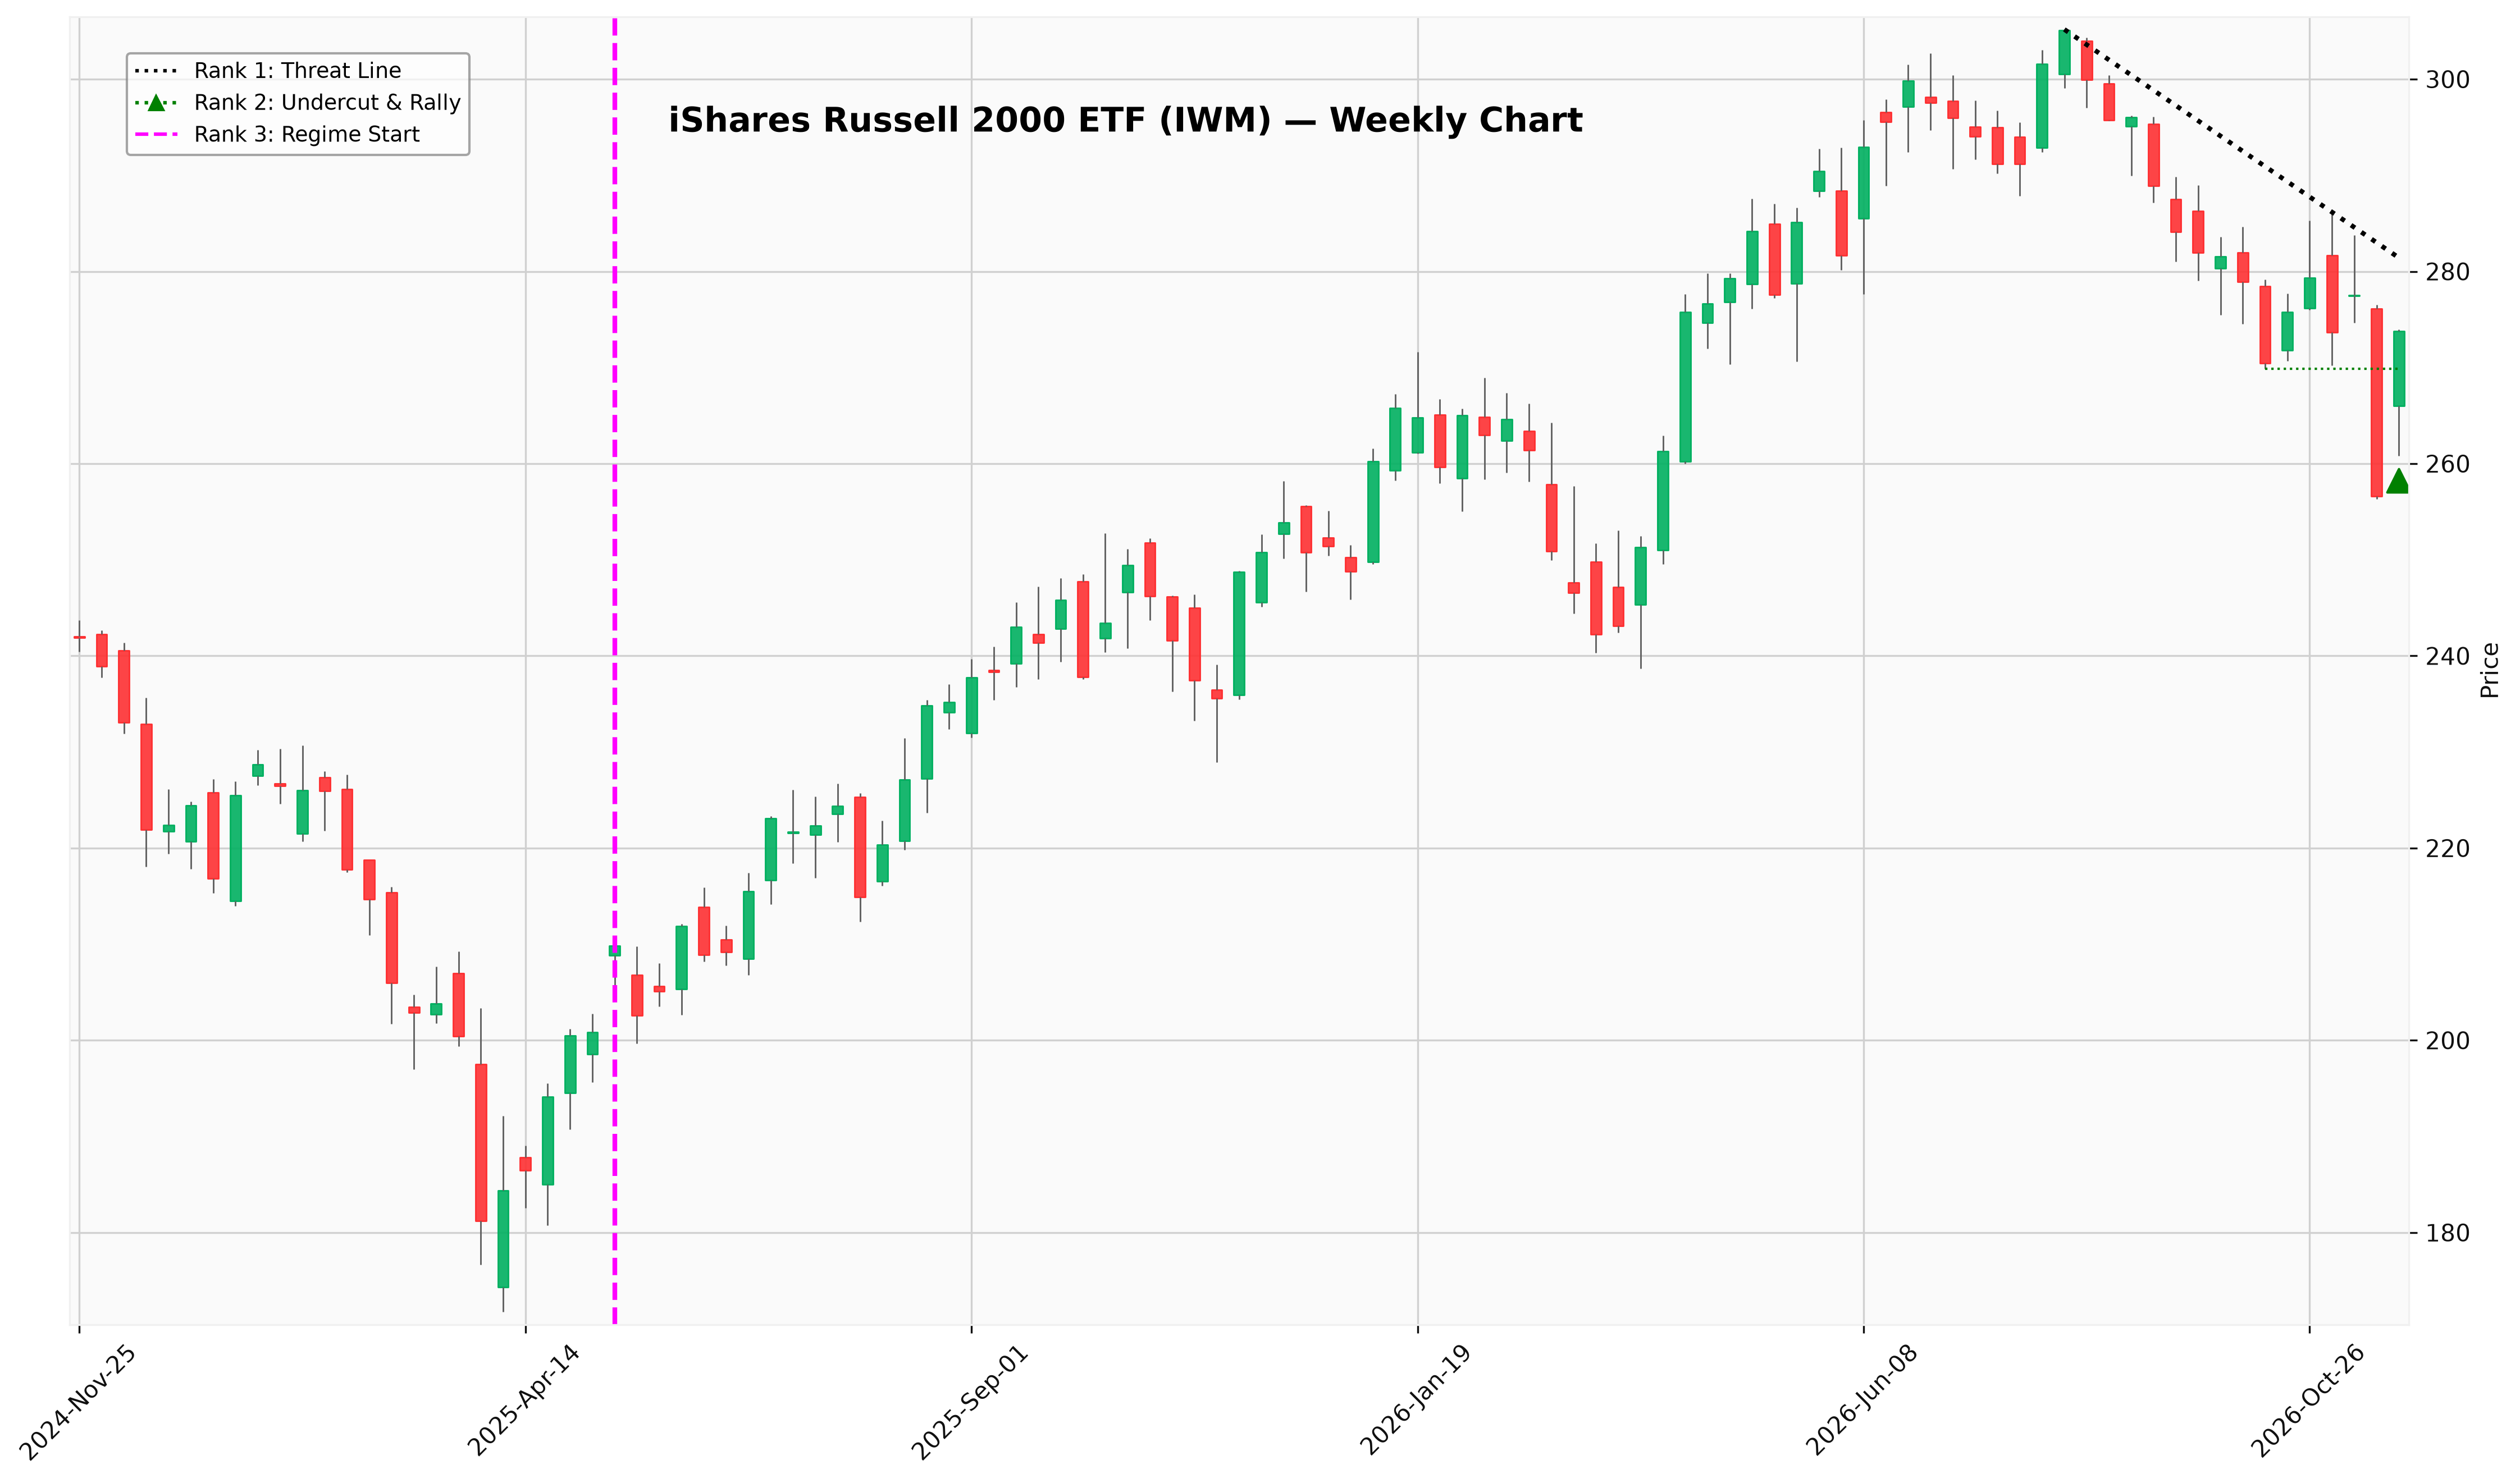 Rank 1: Threat Line
Rank 2: Undercut & Rally
Rank 3: Regime Start
iShares Russell 2000 ETF (IWM) — Weekly Chart
300
280
260
240
220
200
180
Price
2024-Nov-25
2025-Apr-14
2025-Sep-01
2026-Jan-19
2026-Jun-08
2026-Oct-26